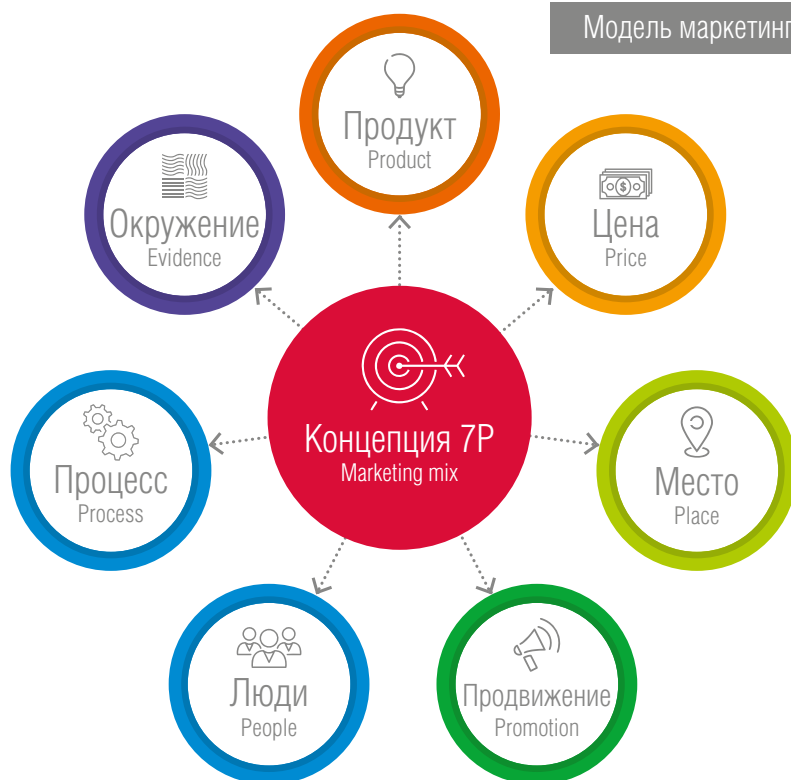 Модель маркетинг
Продукт
Product
Окружение
Evidence
Цена
Price
Концепция 7P
Marketing mix
Процесс
Process
Место
Place
Люди
People
Продвижение
Promotion